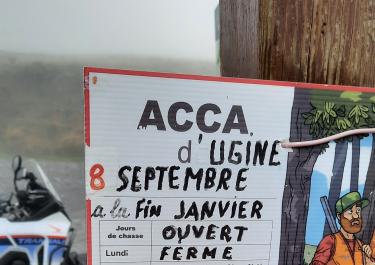 ACCA
d'UGINE
8 SEPTEMBRE
a la Fin JANVIER
Jours de chasse OUVERT
Lundi FERME